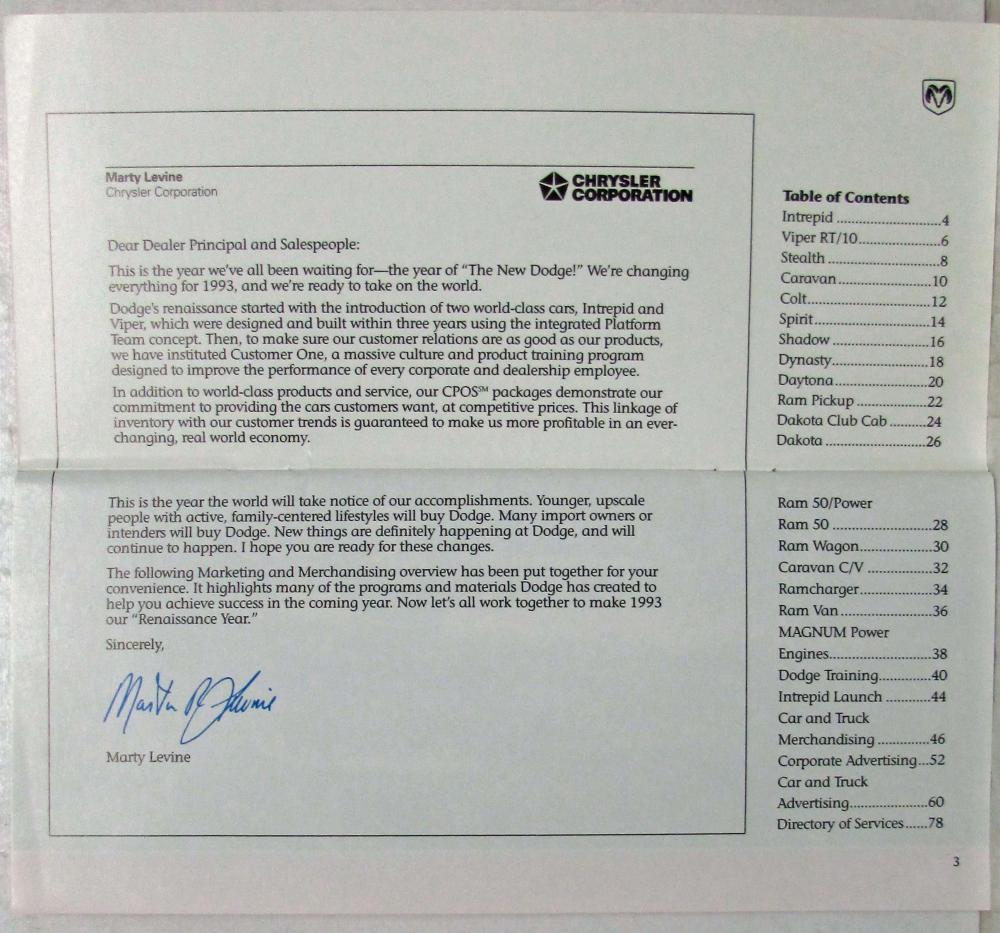 Marty Levine
Chrysler Corporation
CHRYSLER
CORPORATION
Dear Dealer Principal and Salespeople:
This is the year we've all been waiting for—the year of “The New Dodge!” We're changing
everything for 1993, and we're ready to take on the world.
Dodge's renaissance started with the introduction of two world-class cars, Intrepid and
Viper, which were designed and built within three years using the integrated Platform
Team concept. Then, to make sure our customer relations are as good as our products,
we have instituted Customer One, a massive culture and product training program
designed to improve the performance of every corporate and dealership employee.
In addition to world-class products and service, our CPOS℠ packages demonstrate our
commitment to providing the cars customers want, at competitive prices. This linkage of
inventory with our customer trends is guaranteed to make us more profitable in an ever-
changing, real world economy.
This is the year the world will take notice of our accomplishments. Younger, upscale
people with active, family-centered lifestyles will buy Dodge. Many import owners or
intenders will buy Dodge. New things are definitely happening at Dodge, and will
continue to happen. I hope you are ready for these changes.
The following Marketing and Merchandising overview has been put together for your
convenience. It highlights many of the programs and materials Dodge has created to
help you achieve success in the coming year. Now let's all work together to make 1993
our “Renaissance Year.”
Sincerely,
Martin R Levine
Marty Levine
Table of Contents
Intrepid ..........................4
Viper RT/10....................6
Stealth ............................8
Caravan........................10
Colt...............................12
Spirit.............................14
Shadow ........................16
Dynasty........................18
Daytona.......................20
Ram Pickup .................22
Dakota Club Cab .........24
Dakota .........................26
Ram 50/Power
Ram 50 .........................28
Ram Wagon..................30
Caravan C/V ................32
Ramcharger..................34
Ram Van .......................36
MAGNUM Power
Engines.........................38
Dodge Training.............40
Intrepid Launch ...........44
Car and Truck
Merchandising .............46
Corporate Advertising...52
Car and Truck
Advertising....................60
Directory of Services......78
3